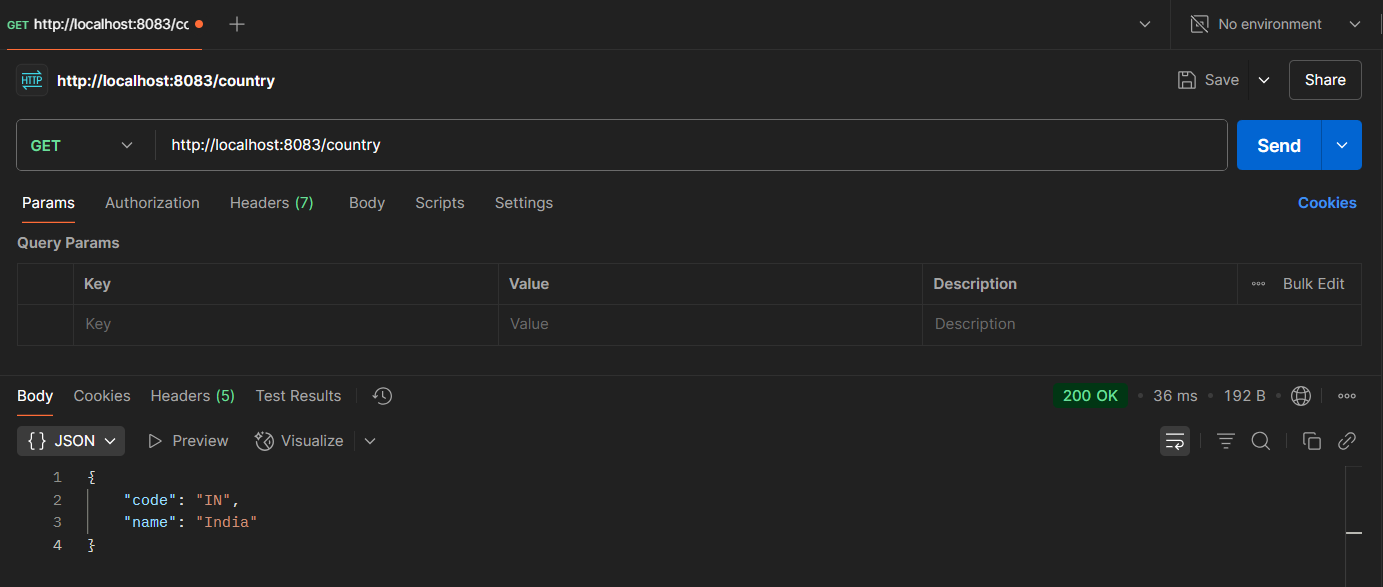 GET http://localhost:8083/cc
No environment
HTTP http://localhost:8083/country
Save
Share
GET http://localhost:8083/country
Send
Params Authorization Headers (7) Body Scripts Settings Cookies
Query Params
Key Value Description Bulk Edit
Key Value Description
Body Cookies Headers (5) Test Results 200 OK 36 ms 192 B
{ } JSON Preview Visualize
1 {
2 "code": "IN",
3 "name": "India"
4 }